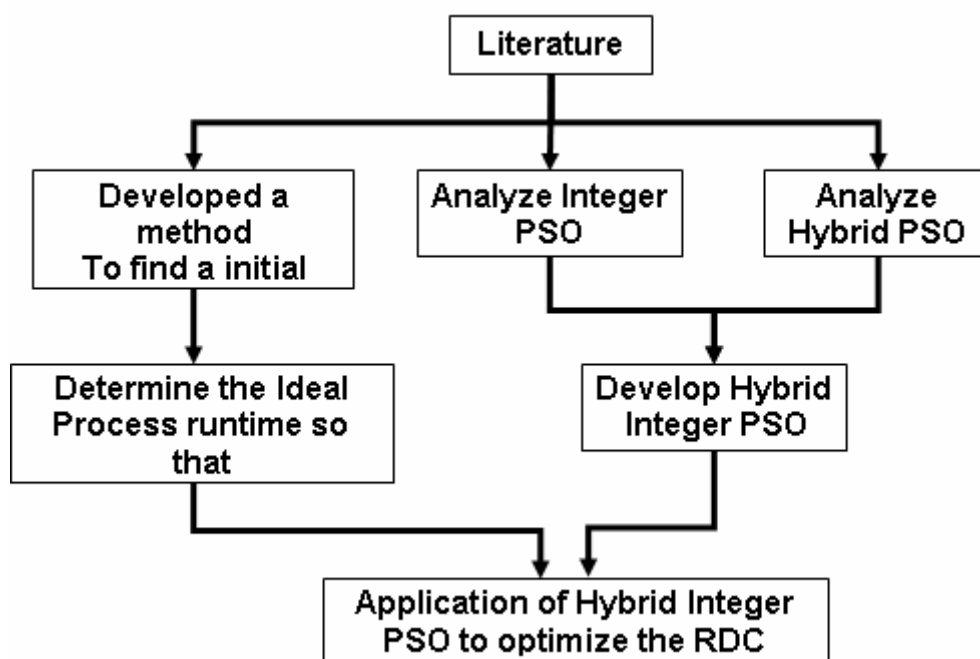 Literature
Developed a
method
To find a initial
Analyze Integer
PSO
Analyze
Hybrid PSO
Determine the Ideal
Process runtime so
that
Develop Hybrid
Integer PSO
Application of Hybrid Integer
PSO to optimize the RDC